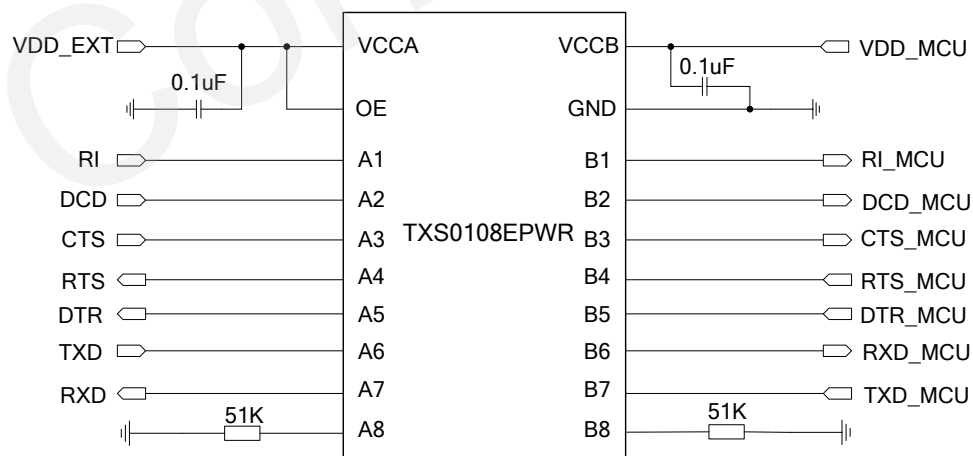 VDD_EXT VCCA VCCB VDD_MCU
0.1uF 0.1uF
OE GND
RI A1 B1 RI_MCU
DCD A2 B2 DCD_MCU
CTS A3 TXS0108EPWR B3 CTS_MCU
RTS A4 B4 RTS_MCU
DTR A5 B5 DTR_MCU
TXD A6 B6 RXD_MCU
RXD A7 B7 TXD_MCU
51K 51K
A8 B8